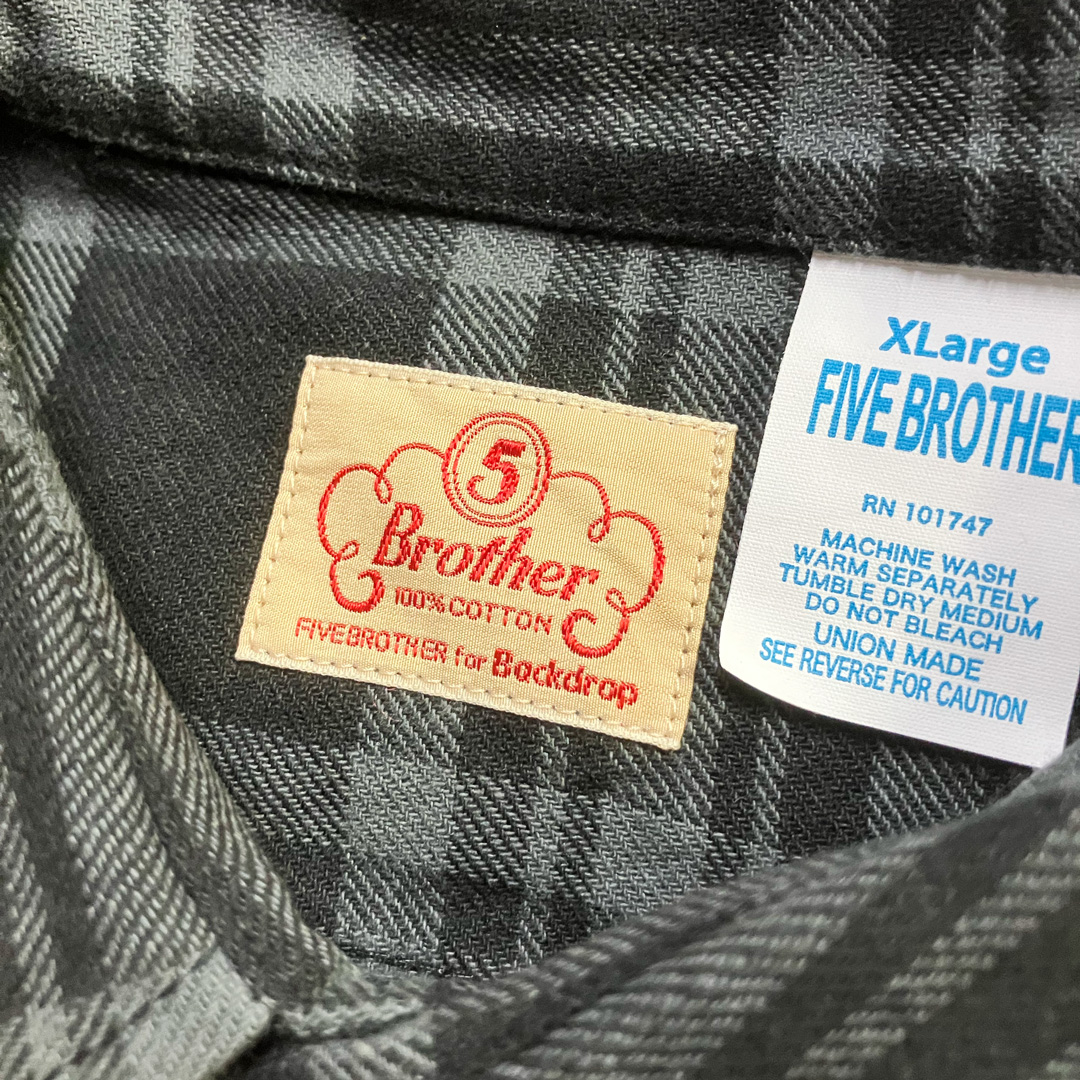 5
Brother
100% COTTON
FIVEBROTHER for Backdrop
XLarge
FIVE BROTHER
RN 101747
MACHINE WASH
WARM SEPARATELY
TUMBLE DRY MEDIUM
DO NOT BLEACH
UNION MADE
SEE REVERSE FOR CAUTION